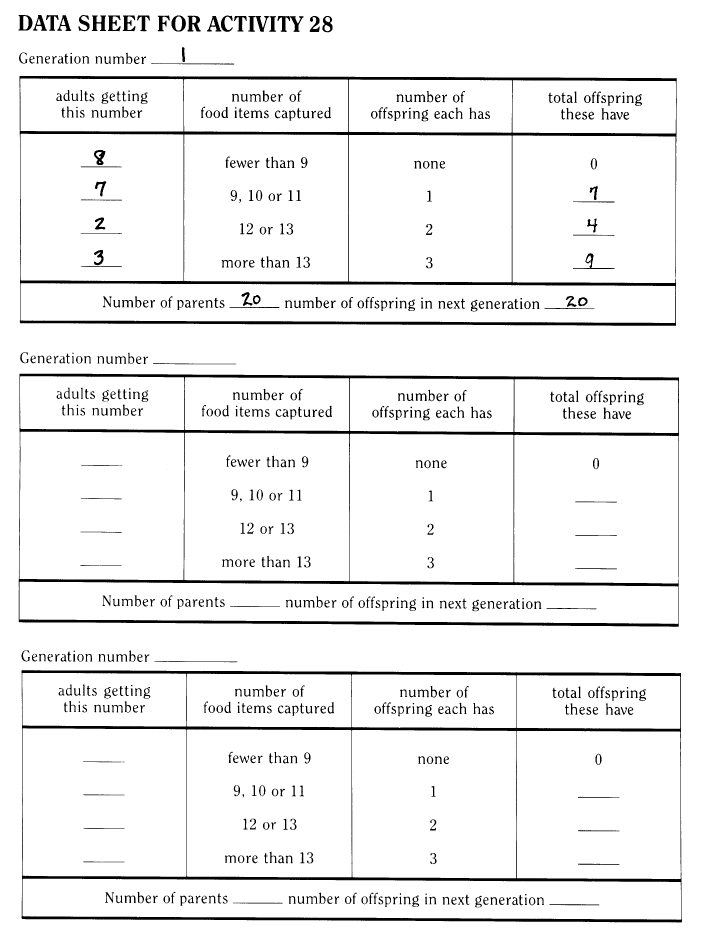 DATA SHEET FOR ACTIVITY 28
Generation number 1
adults getting this number | number of food items captured | number of offspring each has | total offspring these have
8 | fewer than 9 | none | 0
7 | 9, 10 or 11 | 1 | 7
2 | 12 or 13 | 2 | 4
3 | more than 13 | 3 | 9
Number of parents 20 number of offspring in next generation 20
Generation number
adults getting this number | number of food items captured | number of offspring each has | total offspring these have
fewer than 9 | none | 0
9, 10 or 11 | 1
12 or 13 | 2
more than 13 | 3
Number of parents number of offspring in next generation
Generation number
adults getting this number | number of food items captured | number of offspring each has | total offspring these have
fewer than 9 | none | 0
9, 10 or 11 | 1
12 or 13 | 2
more than 13 | 3
Number of parents number of offspring in next generation